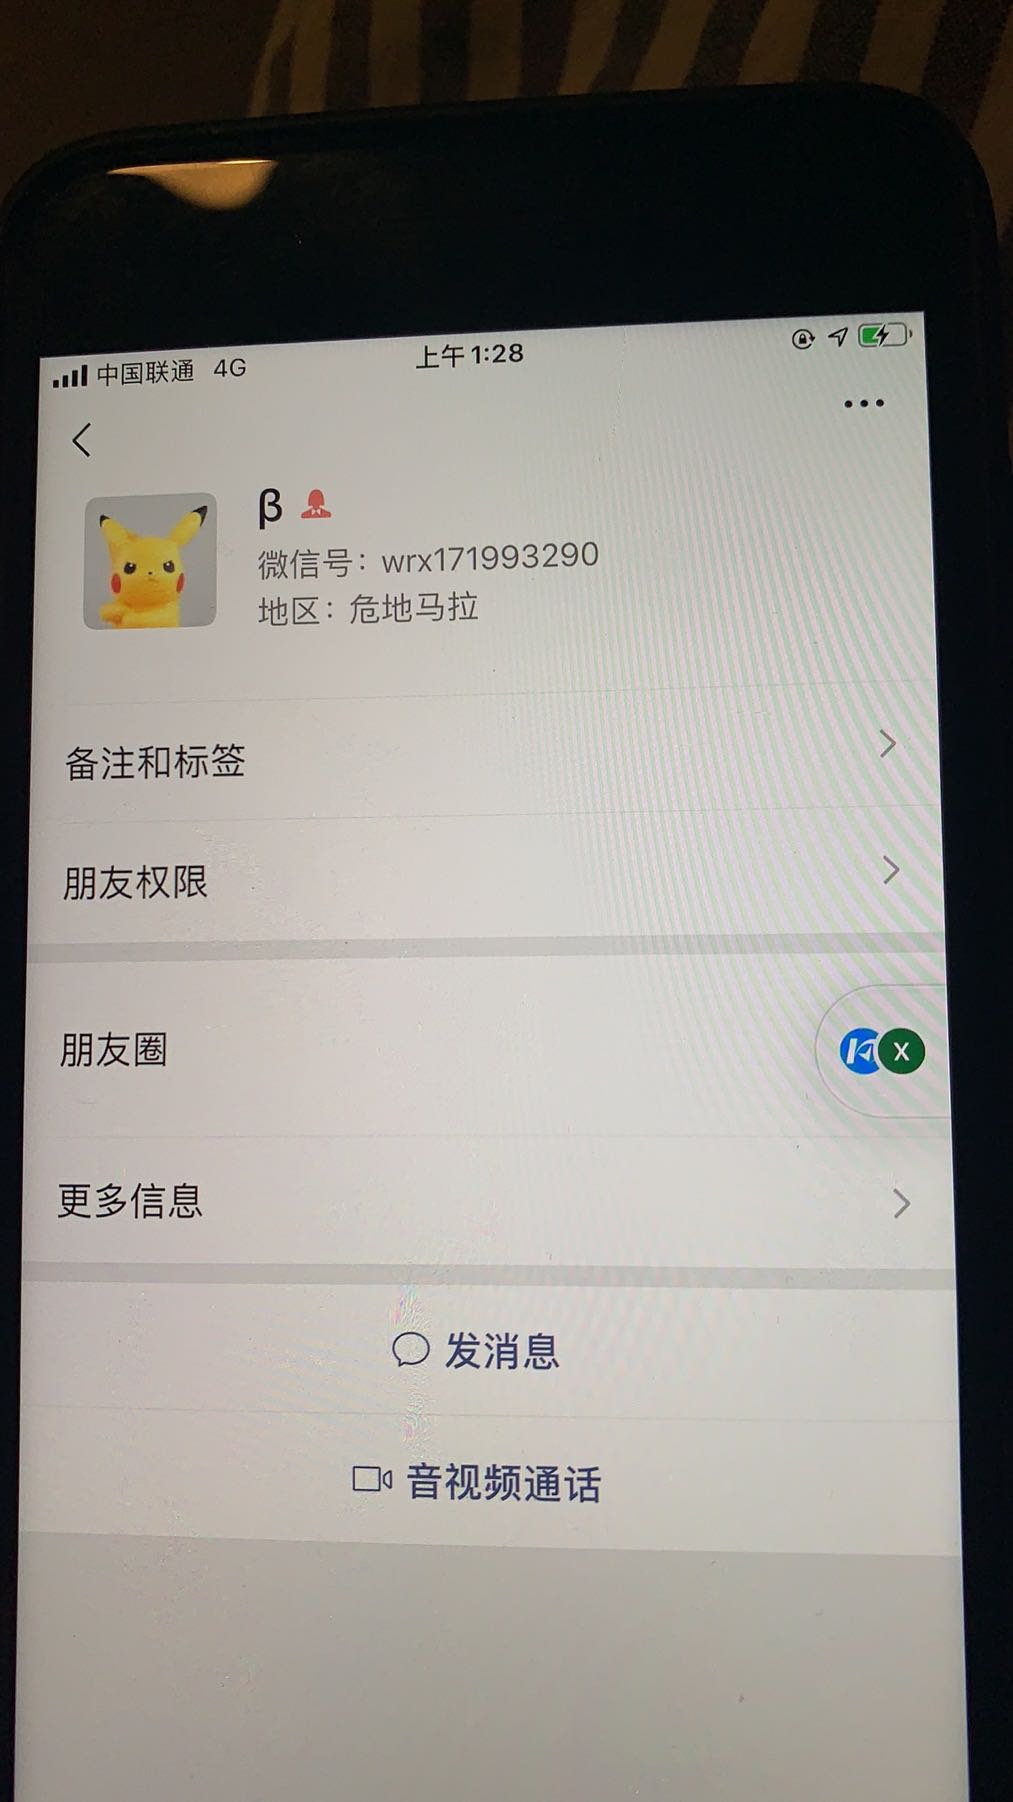 中国联通 4G 上午1:28
β
微信号：wrx171993290
地区：危地马拉
备注和标签
朋友权限
朋友圈
X
更多信息
发消息
音视频通话